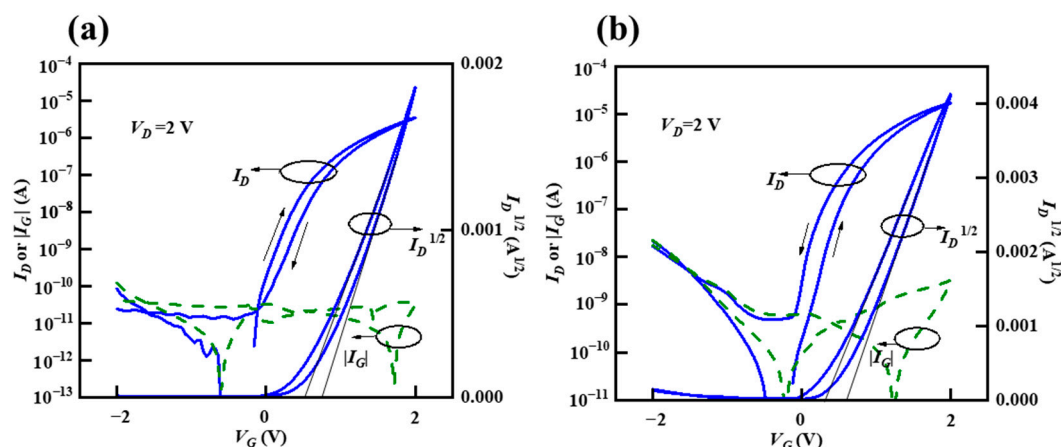 (a)
10⁻⁴
10⁻⁵
10⁻⁶
10⁻⁷
10⁻⁸
10⁻⁹
10⁻¹⁰
10⁻¹¹
10⁻¹²
10⁻¹³
I_D or |I_G| (A)
V_D=2 V
I_D
I_D^1/2
|I_G|
0.002
0.001
0.000
I_D^1/2 (A^1/2)
−2
0
2
V_G (V)
(b)
10⁻⁴
10⁻⁵
10⁻⁶
10⁻⁷
10⁻⁸
10⁻⁹
10⁻¹⁰
10⁻¹¹
I_D or |I_G| (A)
V_D=2 V
I_D
I_D^1/2
|I_G|
0.004
0.003
0.002
0.001
0.000
I_D^1/2 (A^1/2)
−2
0
2
V_G (V)